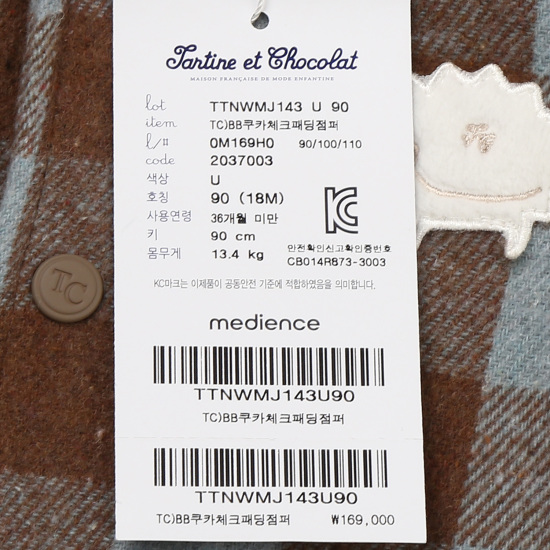 Tartine et Chocolat
MAISON FRANÇAISE DE MODE ENFANTINE
lot TTNWMJ143 U 90
item TC)BB쿠카체크패딩점퍼
l/# 0M169H0 90/100/110
code 2037003
색상 U
호칭 90 (18M)
사용연령 36개월 미만
키 90 cm
몸무게 13.4 kg
안전확인신고확인증번호
CB014R873-3003
KC마크는 이제품이 공동안전 기준에 적합하였음을 의미합니다.
medience
TTNWMJ143U90
TC)BB쿠카체크패딩점퍼
TTNWMJ143U90
TC)BB쿠카체크패딩점퍼 ₩169,000
TC